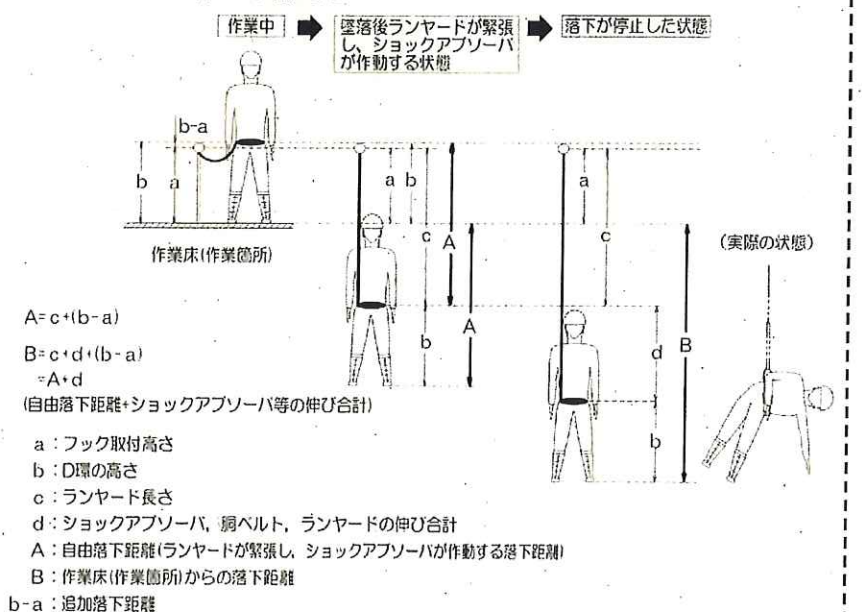 作業中
墜落後ランヤードが緊張
し、ショックアブソーバ
が作動する状態
落下が停止した状態
b-a
b
a
作業床(作業箇所)
a
b
c
A
A
b
a
c
d
B
b
(実際の状態)
A=c+(b-a)
B=c+d+(b-a)
=A+d
(自由落下距離+ショックアブソーバ等の伸び合計)
a：フック取付高さ
b：D環の高さ
c：ランヤード長さ
d：ショックアブソーバ，胴ベルト，ランヤードの伸び合計
A：自由落下距離(ランヤードが緊張し，ショックアブソーバが作動する落下距離)
B：作業床(作業箇所)からの落下距離
b-a：追加落下距離